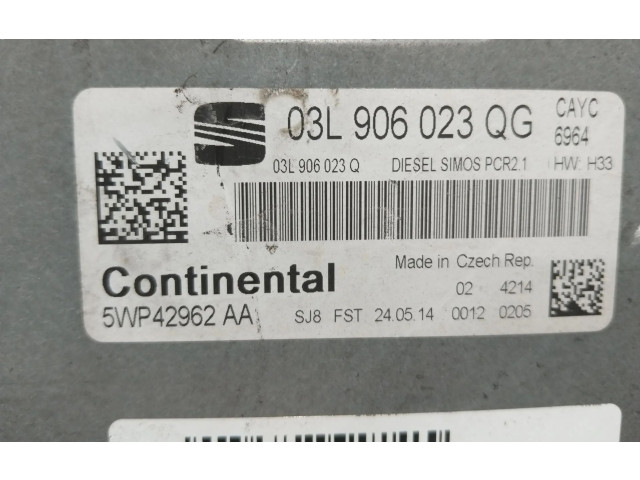 03L 906 023 QG CAYC
6964
03L 906 023 Q DIESEL SIMOS PCR2.1 HW: H33
Continental Made in Czech Rep.
02 4214
5WP42962 AA SJ8 FST 24.05.14 0012 0205